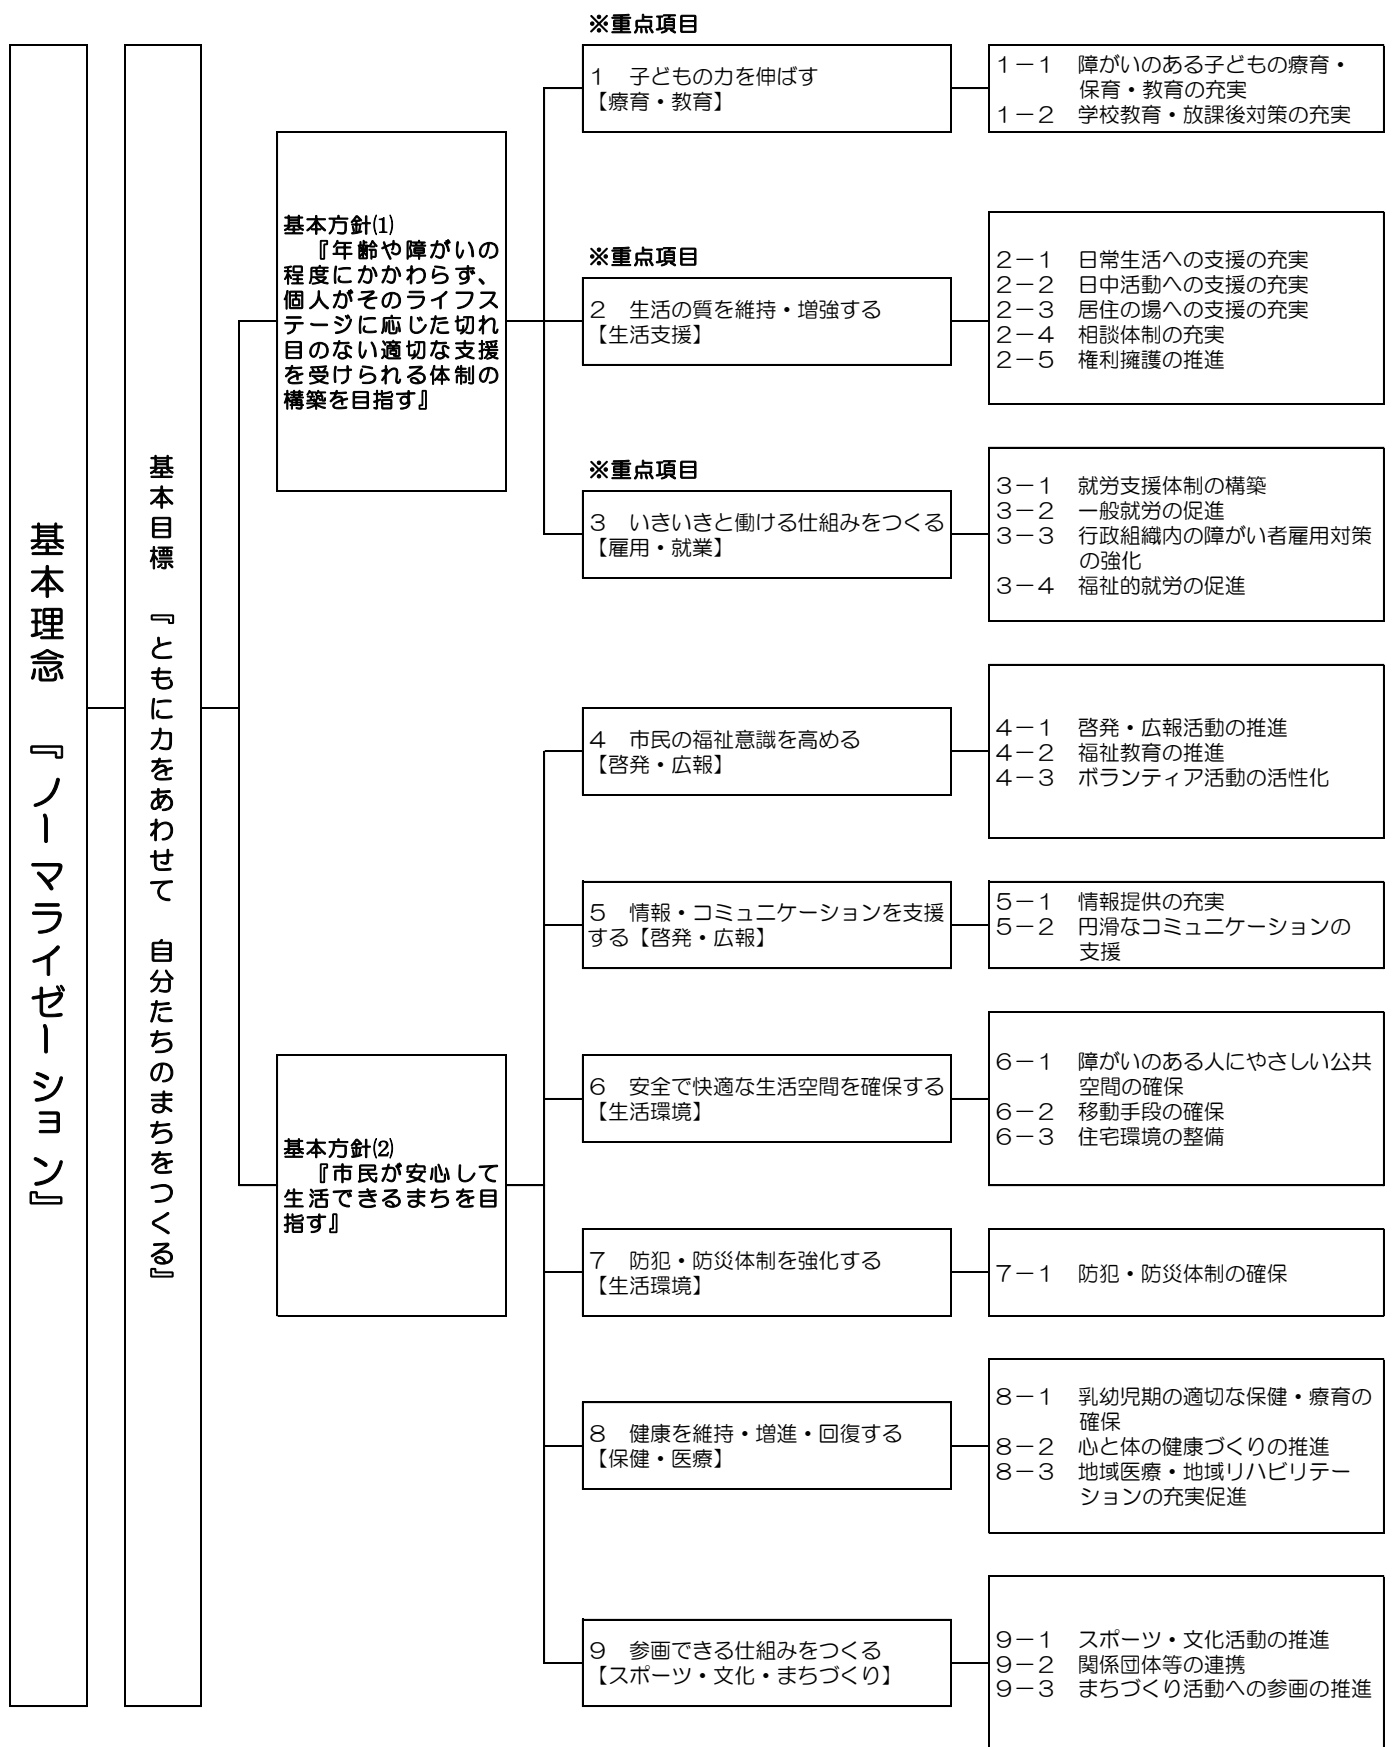 基本理念　『ノーマライゼーション』
基本目標　『ともに力をあわせて　自分たちのまちをつくる』
基本方針⑴
『年齢や障がいの
程度にかかわらず、
個人がそのライフス
テージに応じた切れ
目のない適切な支援
を受けられる体制の
構築を目指す』
※重点項目
１　子どもの力を伸ばす
【療育・教育】
１－１　障がいのある子どもの療育・
保育・教育の充実
１－２　学校教育・放課後対策の充実
※重点項目
２　生活の質を維持・増強する
【生活支援】
２－１　日常生活への支援の充実
２－２　日中活動への支援の充実
２－３　居住の場への支援の充実
２－４　相談体制の充実
２－５　権利擁護の推進
※重点項目
３　いきいきと働ける仕組みをつくる
【雇用・就業】
３－１　就労支援体制の構築
３－２　一般就労の促進
３－３　行政組織内の障がい者雇用対策
の強化
３－４　福祉的就労の促進
基本方針⑵
『市民が安心して
生活できるまちを目
指す』
４　市民の福祉意識を高める
【啓発・広報】
４－１　啓発・広報活動の推進
４－２　福祉教育の推進
４－３　ボランティア活動の活性化
５　情報・コミュニケーションを支援
する【啓発・広報】
５－１　情報提供の充実
５－２　円滑なコミュニケーションの
支援
６　安全で快適な生活空間を確保する
【生活環境】
６－１　障がいのある人にやさしい公共
空間の確保
６－２　移動手段の確保
６－３　住宅環境の整備
７　防犯・防災体制を強化する
【生活環境】
７－１　防犯・防災体制の確保
８　健康を維持・増進・回復する
【保健・医療】
８－１　乳幼児期の適切な保健・療育の
確保
８－２　心と体の健康づくりの推進
８－３　地域医療・地域リハビリテー
ションの充実促進
９　参画できる仕組みをつくる
【スポーツ・文化・まちづくり】
９－１　スポーツ・文化活動の推進
９－２　関係団体等の連携
９－３　まちづくり活動への参画の推進